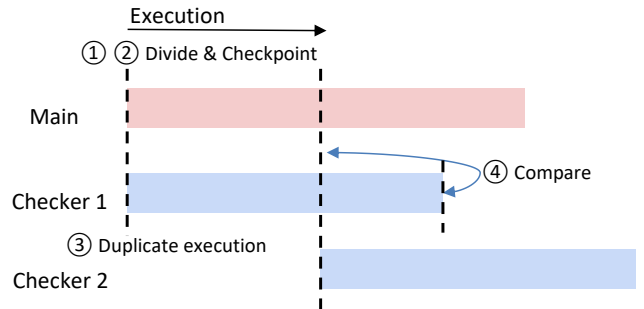 Execution
① ② Divide & Checkpoint
Main
④ Compare
Checker 1
③ Duplicate execution
Checker 2